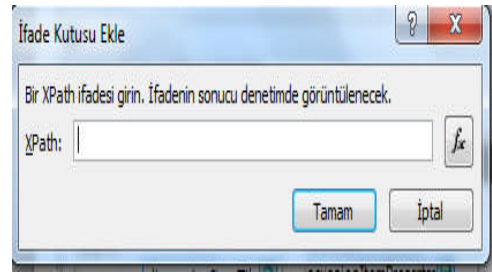 İfade Kutusu Ekle
Bir XPath ifadesi girin. İfadenin sonucu denetimde görüntülenecek.
XPath:
fx
Tamam İptal